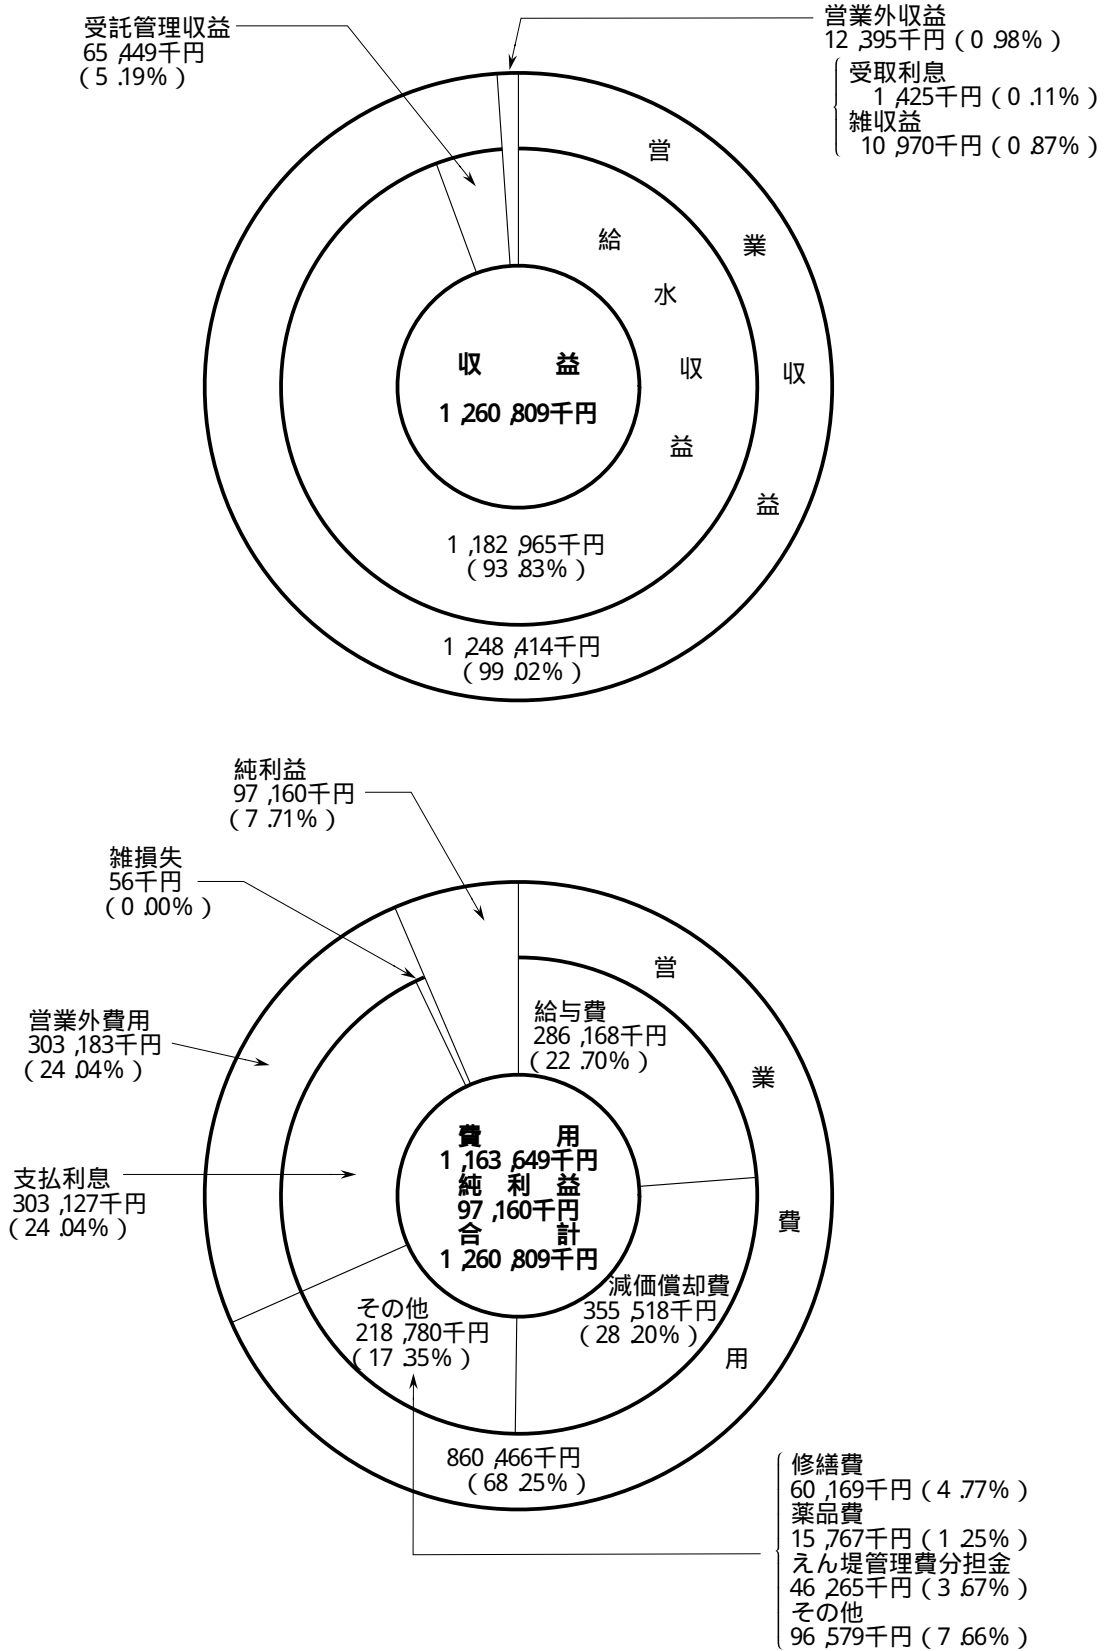 受託管理収益
65,449千円
(5.19%)
営業外収益
12,395千円(0.98%)
受取利息
1,425千円(0.11%)
雑収益
10,970千円(0.87%)
営業収益
給水収益
収益
1,260,809千円
1,182,965千円
(93.83%)
1,248,414千円
(99.02%)
純利益
97,160千円
(7.71%)
雑損失
56千円
(0.00%)
営業外費用
303,183千円
(24.04%)
支払利息
303,127千円
(24.04%)
営業費用
給与費
286,168千円
(22.70%)
費用
1,163,649千円
純利益
97,160千円
合計
1,260,809千円
減価償却費
355,518千円
(28.20%)
その他
218,780千円
(17.35%)
860,466千円
(68.25%)
修繕費
60,169千円(4.77%)
薬品費
15,767千円(1.25%)
えん堤管理費分担金
46,265千円(3.67%)
その他
96,579千円(7.66%)